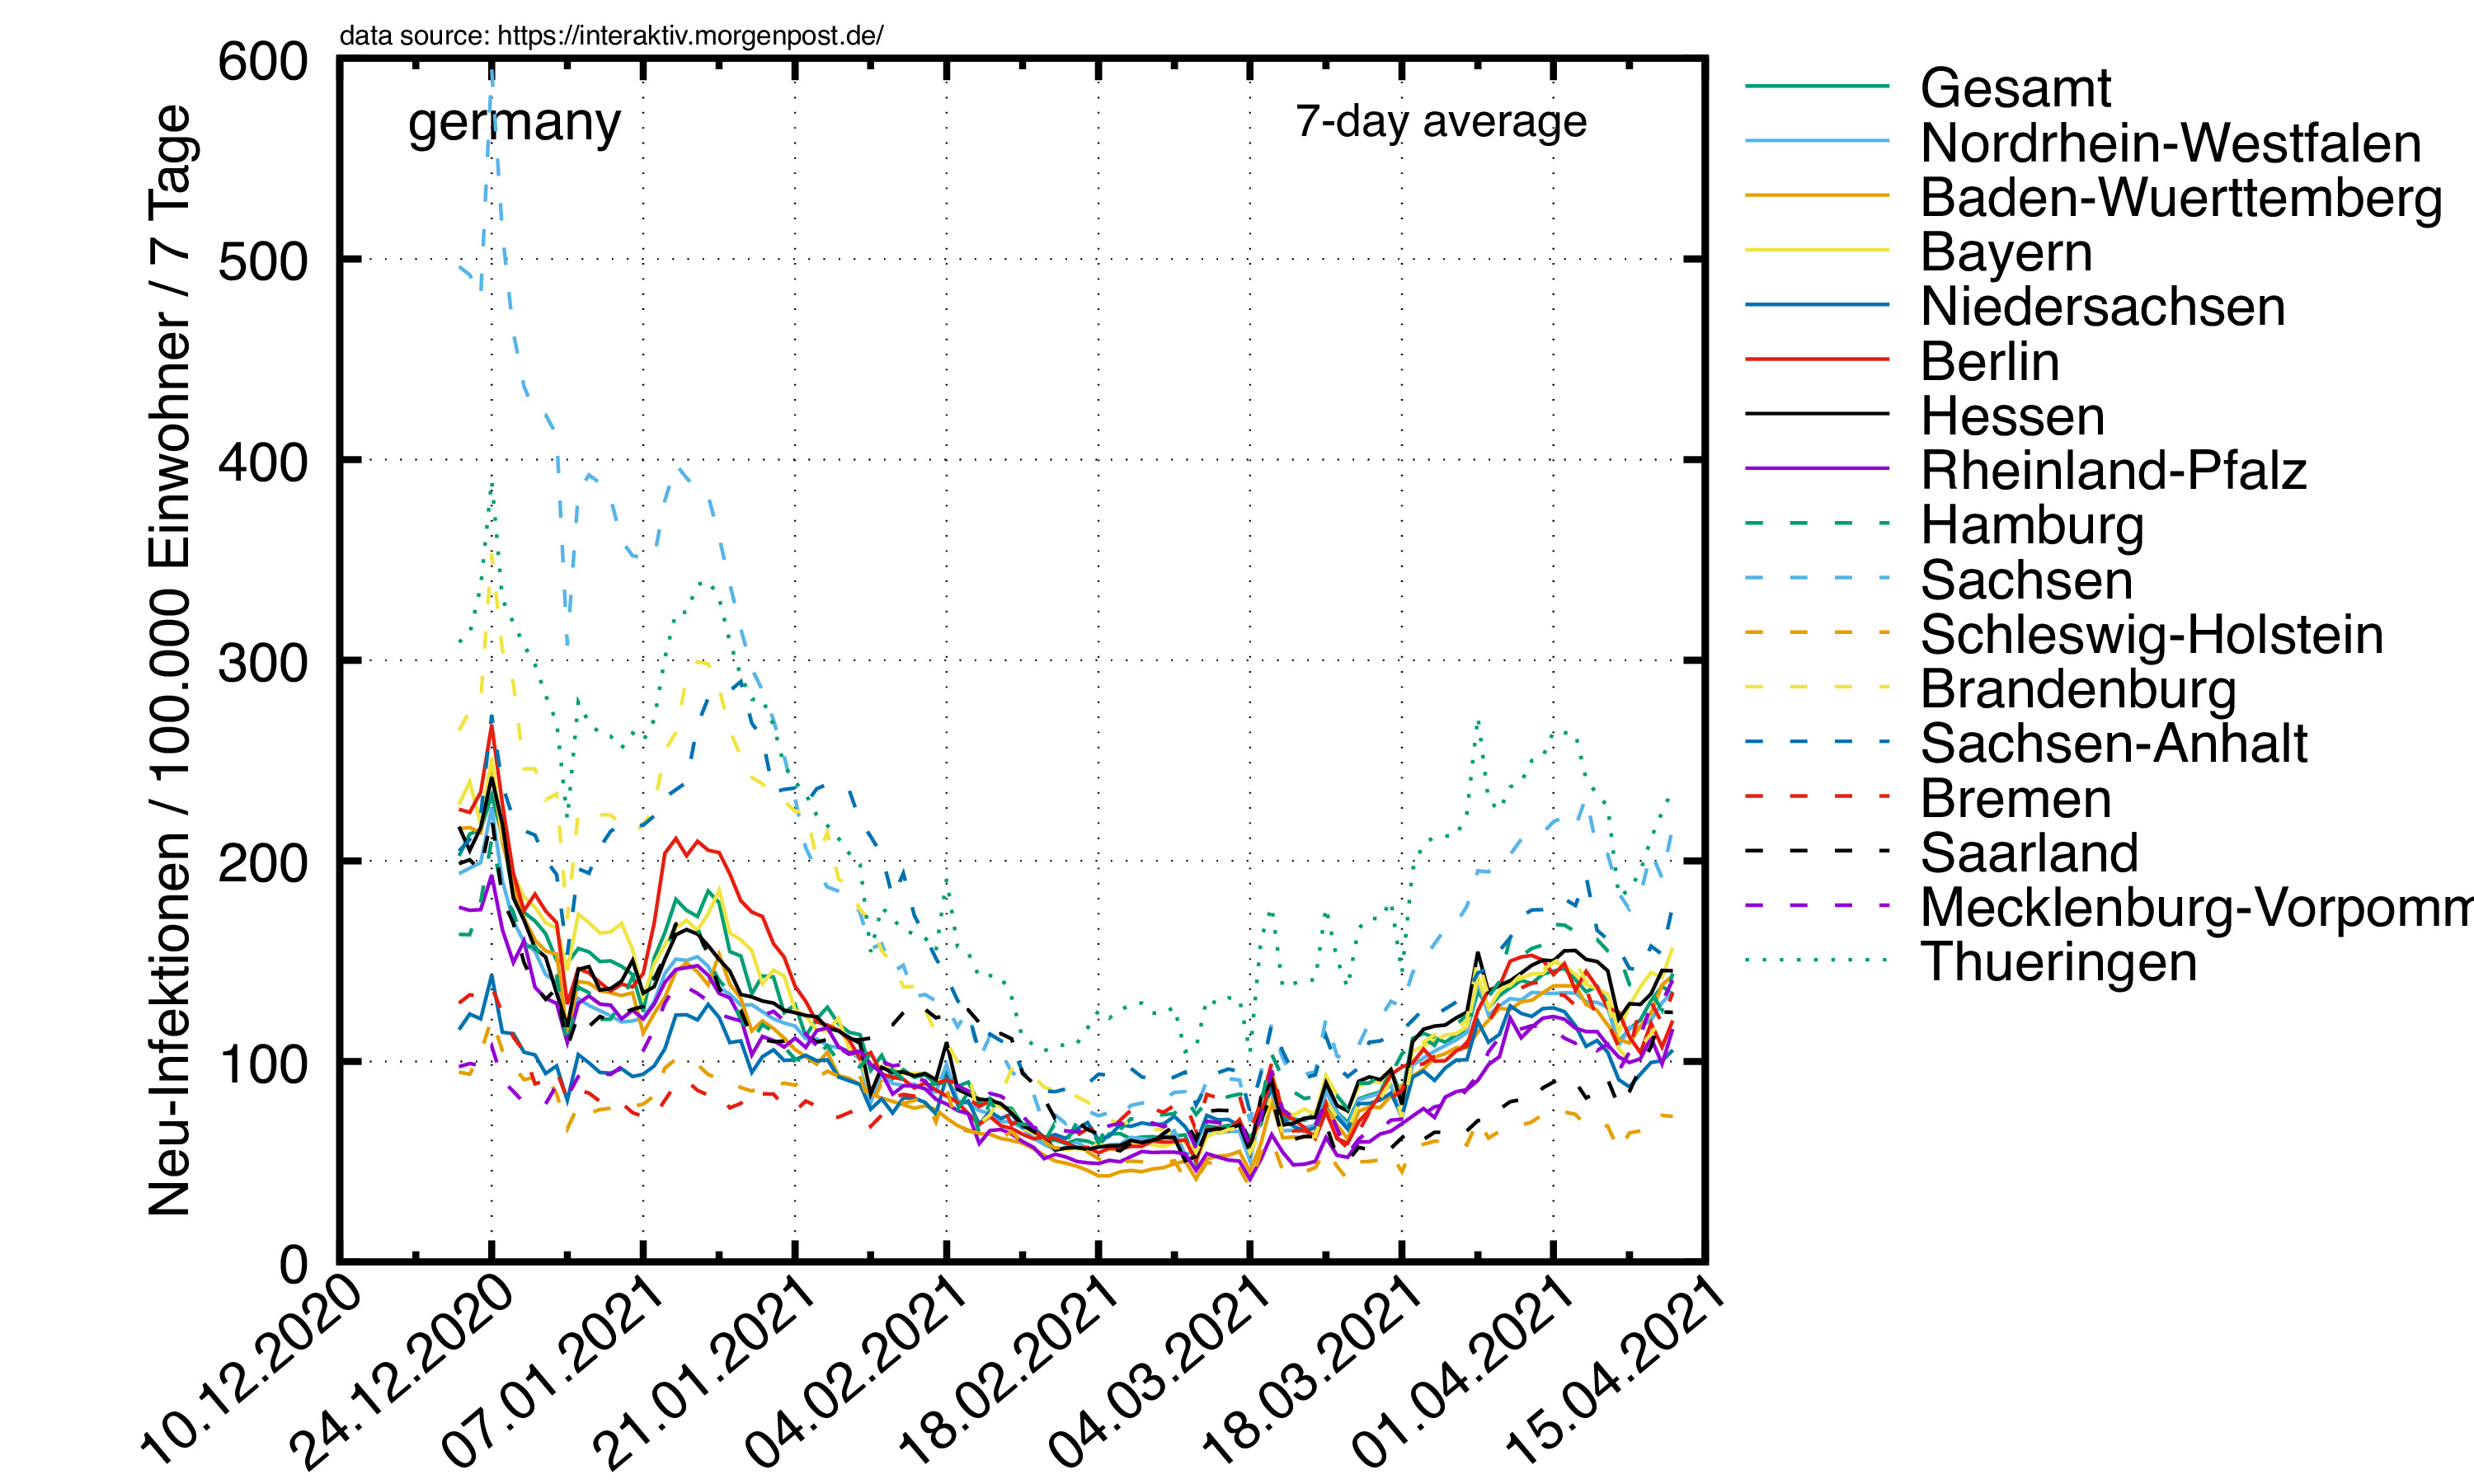 data source: https://interaktiv.morgenpost.de/
germany
7-day average
Neu-Infektionen / 100.000 Einwohner / 7 Tage
600
500
400
300
200
100
0
10.12.2020
24.12.2020
07.01.2021
21.01.2021
04.02.2021
18.02.2021
04.03.2021
18.03.2021
01.04.2021
15.04.2021
Gesamt
Nordrhein-Westfalen
Baden-Wuerttemberg
Bayern
Niedersachsen
Berlin
Hessen
Rheinland-Pfalz
Hamburg
Sachsen
Schleswig-Holstein
Brandenburg
Sachsen-Anhalt
Bremen
Saarland
Mecklenburg-Vorpomm
Thueringen